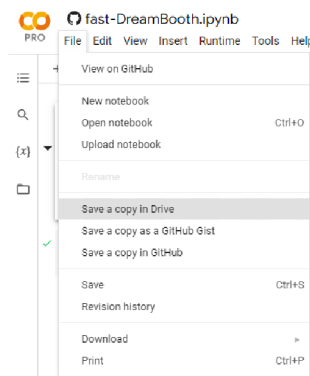 CO
PRO
fast-DreamBooth.ipynb
File Edit View Insert Runtime Tools Help
+
View on GitHub
New notebook
Open notebook Ctrl+O
Upload notebook
{x}
Rename
Save a copy in Drive
Save a copy as a GitHub Gist
Save a copy in GitHub
Save Ctrl+S
Revision history
Download
Print Ctrl+P